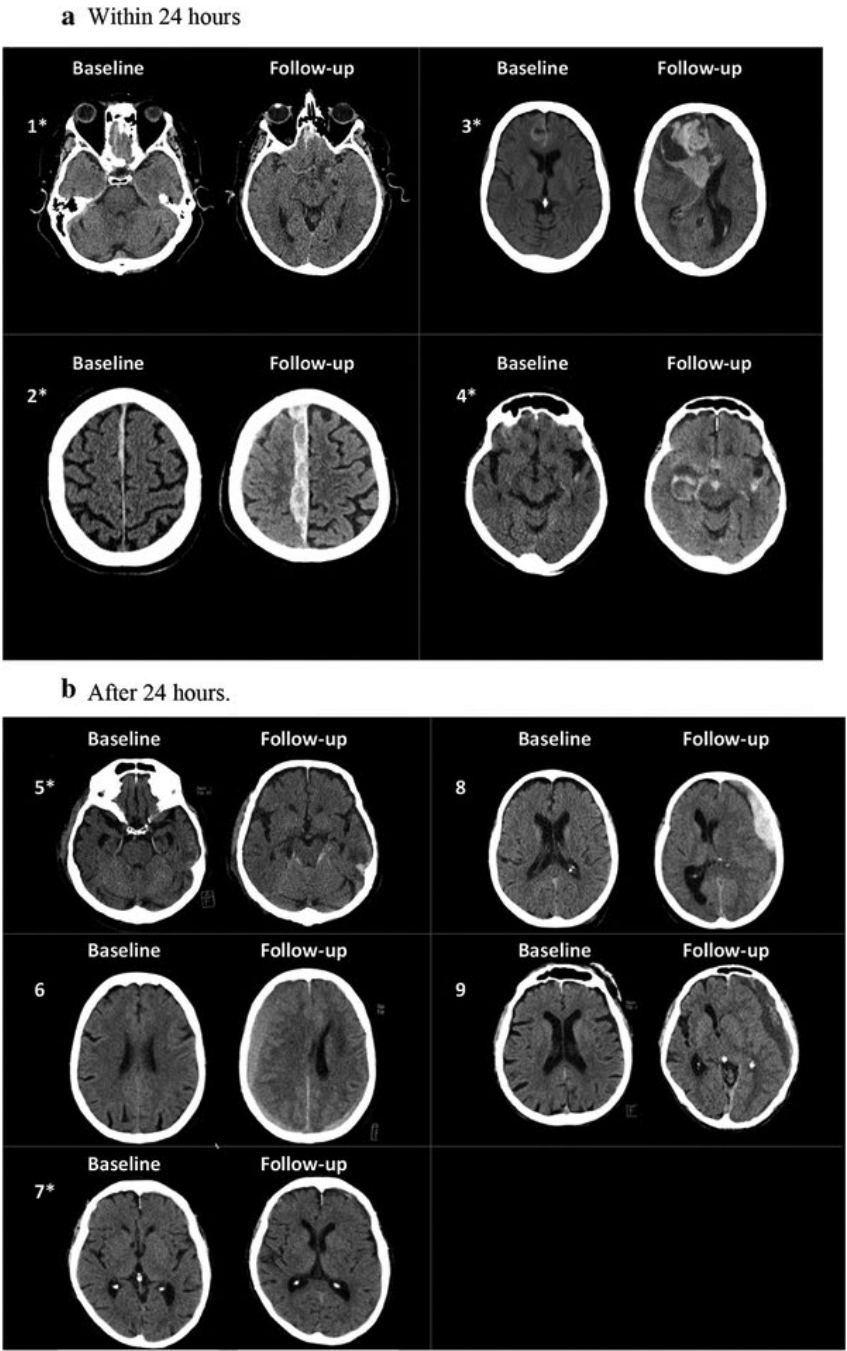 a Within 24 hours
Baseline Follow-up Baseline Follow-up
1* 3*
Baseline Follow-up Baseline Follow-up
2* 4*
b After 24 hours.
Baseline Follow-up Baseline Follow-up
5* 8
Baseline Follow-up Baseline Follow-up
6 9
Baseline Follow-up
7*